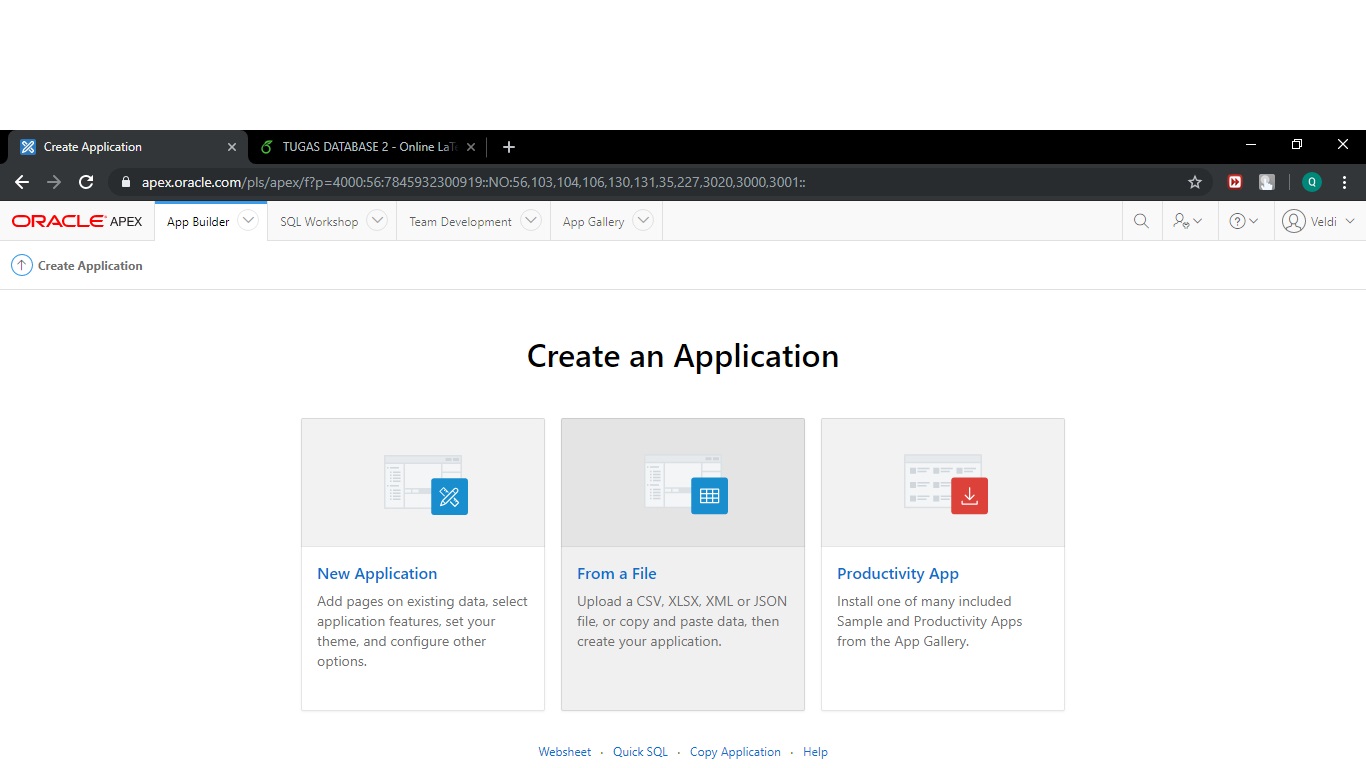 Create Application
TUGAS DATABASE 2 - Online LaTe
apex.oracle.com/pls/apex/f?p=4000:56:7845932300919::NO:56,103,104,106,130,131,35,227,3020,3000,3001::
Q
ORACLE APEX App Builder SQL Workshop Team Development App Gallery Veldi
Create Application
Create an Application
New Application
Add pages on existing data, select
application features, set your
theme, and configure other
options.
From a File
Upload a CSV, XLSX, XML or JSON
file, or copy and paste data, then
create your application.
Productivity App
Install one of many included
Sample and Productivity Apps
from the App Gallery.
Websheet · Quick SQL · Copy Application · Help